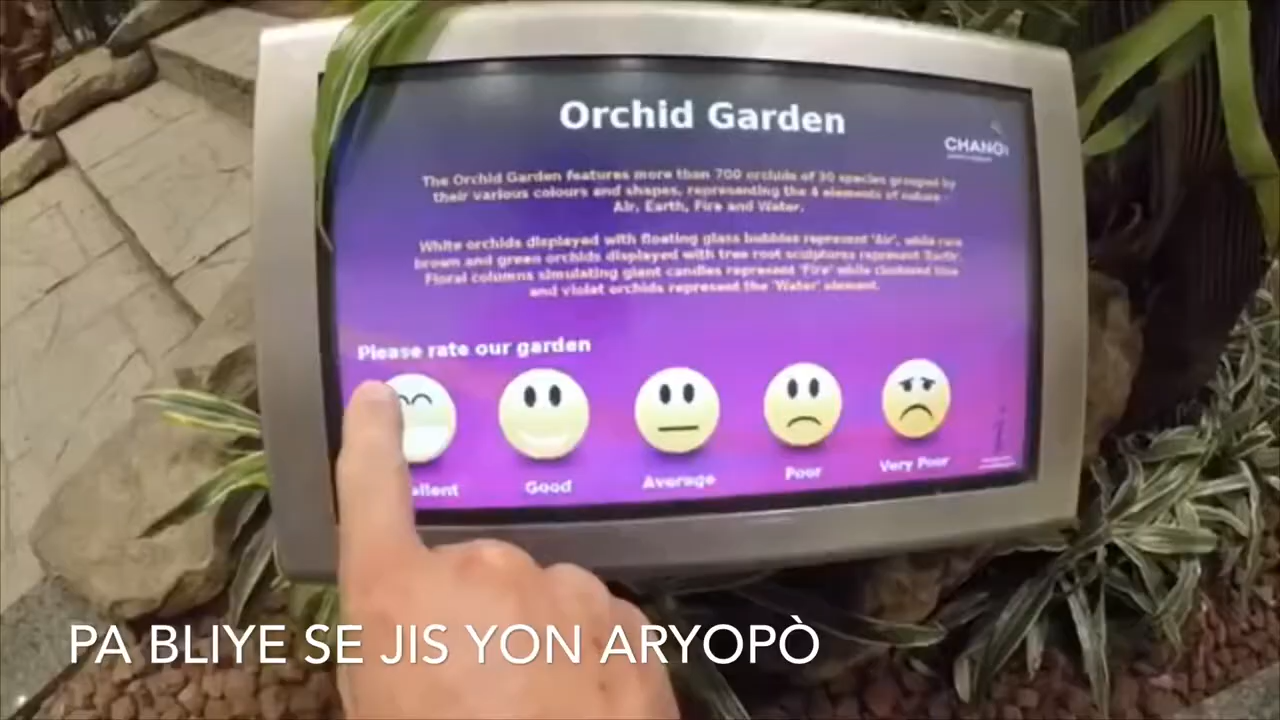 Orchid Garden
CHANGI
The Orchid Garden features more than 700 orchids of 30 species grouped by
their various colours and shapes, representing the 4 elements of nature -
Air, Earth, Fire and Water.
White orchids displayed with floating glass bubbles represent 'Air', while rare
brown and green orchids displayed with tree root sculptures represent 'Earth'.
Floral columns simulating giant candles represent 'Fire' while clustered blue
and violet orchids represent the 'Water' element.
Please rate our garden
ellent Good Average Poor Very Poor
PA BLIYE SE JIS YON ARYOPÒ